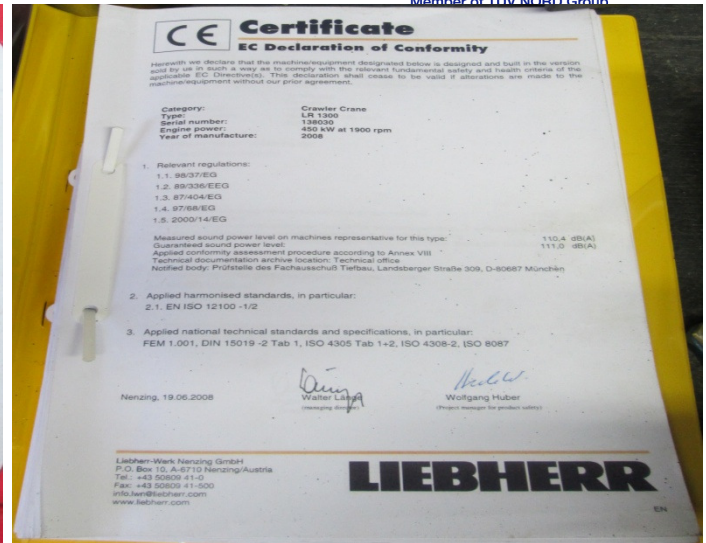 Member of TÜV NORD Group
CE
Certificate
EC Declaration of Conformity
Herewith we declare that the machine/equipment designated below is designed and built in the version
sold by us in such a way as to comply with the relevant fundamental safety and health criteria of the
applicable EC Directive(s). This declaration shall cease to be valid if alterations are made to the
machine/equipment without our prior agreement.
Category: Crawler Crane
Type: LR 1300
Serial number: 138030
Engine power: 450 kW at 1900 rpm
Year of manufacture: 2008
1. Relevant regulations:
1.1. 98/37/EG
1.2. 89/336/EEG
1.3. 87/404/EG
1.4. 97/68/EG
1.5. 2000/14/EG
Measured sound power level on machines representative for this type: 110,4 dB(A)
Guaranteed sound power level: 111,0 dB(A)
Applied conformity assessment procedure according to Annex VIII
Technical documentation archive location: Technical office
Notified body: Prüfstelle des Fachausschuß Tiefbau, Landsberger Straße 309, D-80687 München
2. Applied harmonised standards, in particular:
2.1. EN ISO 12100 -1/2
3. Applied national technical standards and specifications, in particular:
FEM 1.001, DIN 15019 -2 Tab 1, ISO 4305 Tab 1+2, ISO 4308-2, ISO 8087
Nenzing, 19.06.2008
Walter Länge
(managing director)
Wolfgang Huber
(Project manager for product safety)
Liebherr-Werk Nenzing GmbH
P.O. Box 10, A-6710 Nenzing/Austria
Tel.: +43 50809 41-0
Fax: +43 50809 41-500
info.lwn@liebherr.com
www.liebherr.com
LIEBHERR
EN